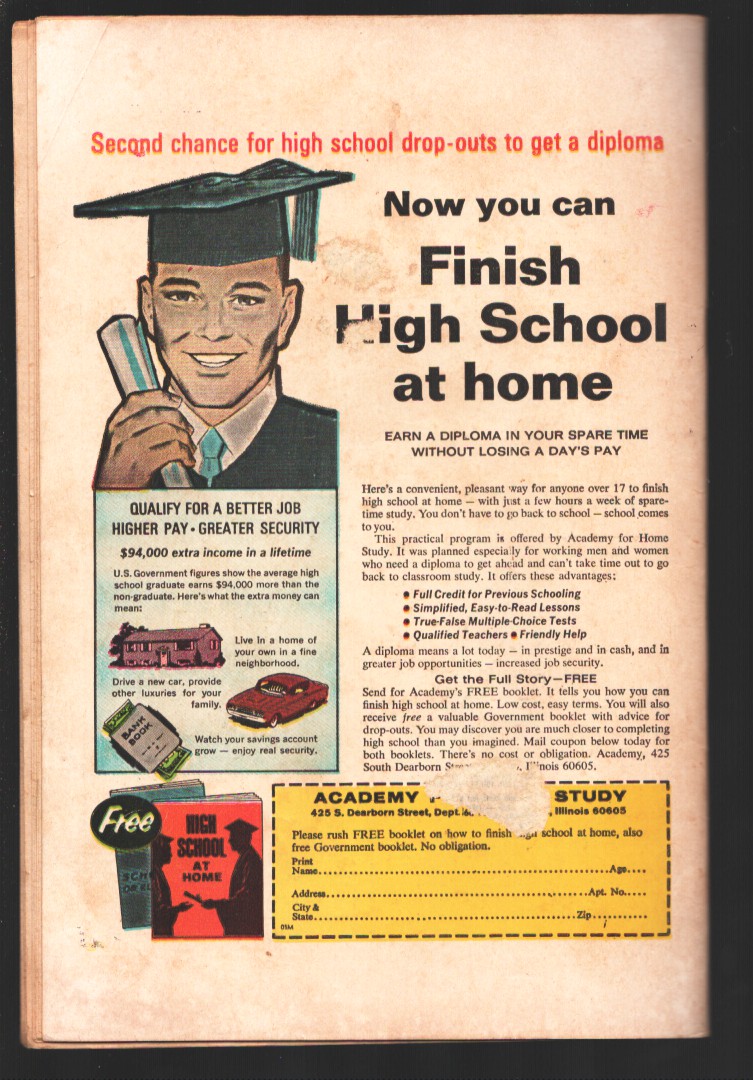 Second chance for high school drop-outs to get a diploma
Now you can
Finish
High School
at home
EARN A DIPLOMA IN YOUR SPARE TIME
WITHOUT LOSING A DAY'S PAY
QUALIFY FOR A BETTER JOB
HIGHER PAY • GREATER SECURITY
$94,000 extra income in a lifetime
U.S. Government figures show the average high
school graduate earns $94,000 more than the
non-graduate. Here's what the extra money can
mean:
Live in a home of
your own in a fine
neighborhood.
Drive a new car, provide
other luxuries for your
family.
BANK
BOOK
Watch your savings account
grow — enjoy real security.
Here's a convenient, pleasant way for anyone over 17 to finish
high school at home — with just a few hours a week of spare-
time study. You don't have to go back to school — school comes
to you.
This practical program is offered by Academy for Home
Study. It was planned especially for working men and women
who need a diploma to get ahead and can't take time out to go
back to classroom study. It offers these advantages:
• Full Credit for Previous Schooling
• Simplified, Easy-to-Read Lessons
• True-False Multiple-Choice Tests
• Qualified Teachers • Friendly Help
A diploma means a lot today — in prestige and in cash, and in
greater job opportunities — increased job security.
Get the Full Story—FREE
Send for Academy's FREE booklet. It tells you how you can
finish high school at home. Low cost, easy terms. You will also
receive free a valuable Government booklet with advice for
drop-outs. You may discover you are much closer to completing
high school than you imagined. Mail coupon below today for
both booklets. There's no cost or obligation. Academy, 425
South Dearborn Illinois 60605.
Free
HIGH
SCHOOL
AT
HOME
ACADEMY STUDY
425 S. Dearborn Street, Dept. Illinois 60605
Please rush FREE booklet on how to finish school at home, also
free Government booklet. No obligation.
Print
Name Age
Address Apt. No.
City &
State Zip
01M